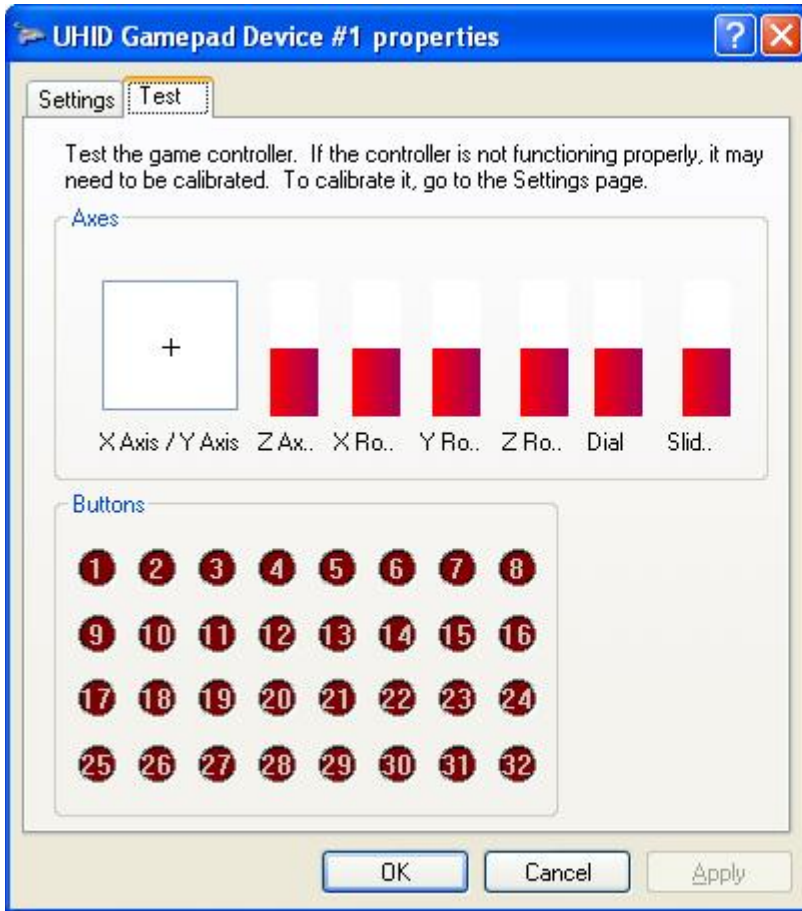 UHID Gamepad Device #1 properties
Settings Test
Test the game controller. If the controller is not functioning properly, it may
need to be calibrated. To calibrate it, go to the Settings page.
Axes
X Axis / Y Axis Z Ax.. X Ro.. Y Ro.. Z Ro.. Dial Slid..
Buttons
1 2 3 4 5 6 7 8
9 10 11 12 13 14 15 16
17 18 19 20 21 22 23 24
25 26 27 28 29 30 31 32
OK Cancel Apply